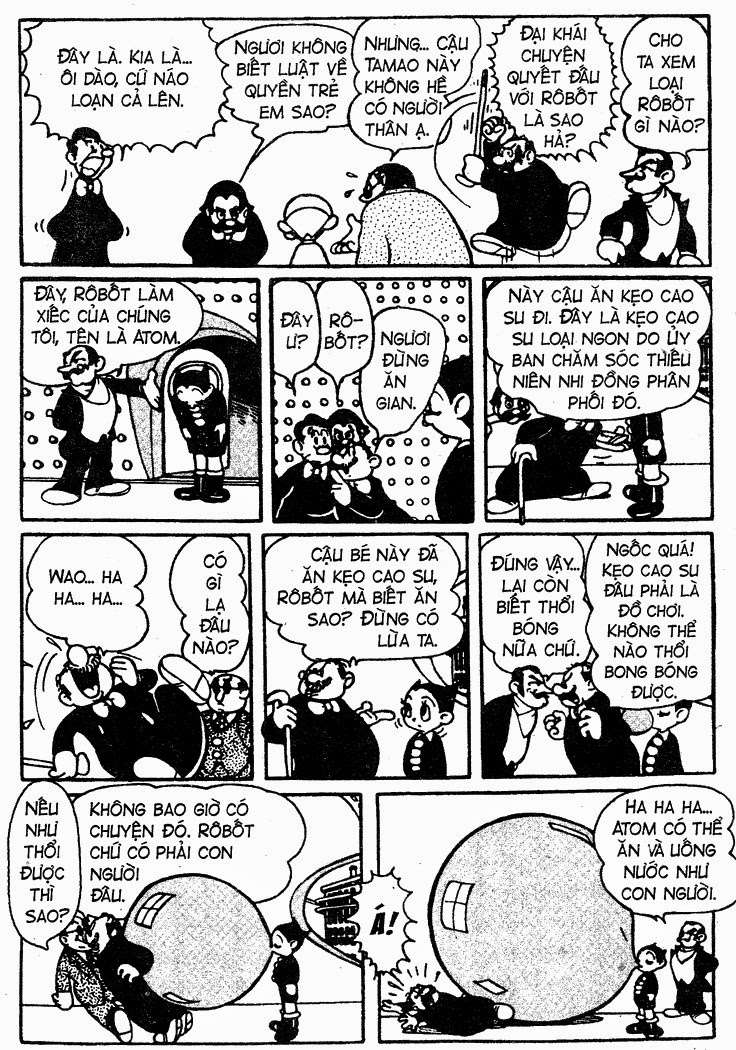 ĐÂY LÀ. KIA LÀ...
ÔI DÀO, CỨ NÁO
LOẠN CẢ LÊN.
NGƯƠI KHÔNG
BIẾT LUẬT VỀ
QUYỀN TRẺ
EM SAO?
NHƯNG... CẬU
TAMAO NÀY
KHÔNG HỀ
CÓ NGƯỜI
THÂN Ạ.
ĐẠI KHÁI
CHUYỆN
QUYẾT ĐẤU
VỚI RÔBỐT
LÀ SAO
HẢ?
CHO
TA XEM
LOẠI
RÔBỐT
GÌ NÀO?
ĐÂY, RÔBỐT LÀM
XIẾC CỦA CHÚNG
TÔI, TÊN LÀ ATOM.
ĐÂY
Ư?
RÔ-
BỐT?
NGƯƠI
ĐỪNG
ĂN
GIAN.
NÀY CẬU ĂN KẸO CAO
SU ĐI. ĐÂY LÀ KẸO CAO
SU LOẠI NGON DO ỦY
BAN CHĂM SÓC THIẾU
NIÊN NHI ĐỒNG PHÂN
PHỐI ĐÓ.
WAO... HA
HA... HA...
CÓ
GÌ
LẠ
ĐÂU
NÀO?
CẬU BÉ NÀY ĐÃ
ĂN KẸO CAO SU,
RÔBỐT MÀ BIẾT ĂN
SAO? ĐỪNG CÓ
LỪA TA.
ĐÚNG VẬY...
LẠI CÒN
BIẾT THỔI
BÓNG
NỮA CHỨ.
NGỐC QUÁ!
KẸO CAO SU
ĐÂU PHẢI LÀ
ĐỒ CHƠI.
KHÔNG THỂ
NÀO THỔI
BONG BÓNG
ĐƯỢC.
NẾU
NHƯ
THỔI
ĐƯỢC
THÌ
SAO?
KHÔNG BAO GIỜ CÓ
CHUYỆN ĐÓ. RÔBỐT
CHỨ CÓ PHẢI CON
NGƯỜI
ĐÂU.
Á!
HA HA HA...
ATOM CÓ THỂ
ĂN VÀ UỐNG
NƯỚC NHƯ
CON NGƯỜI.